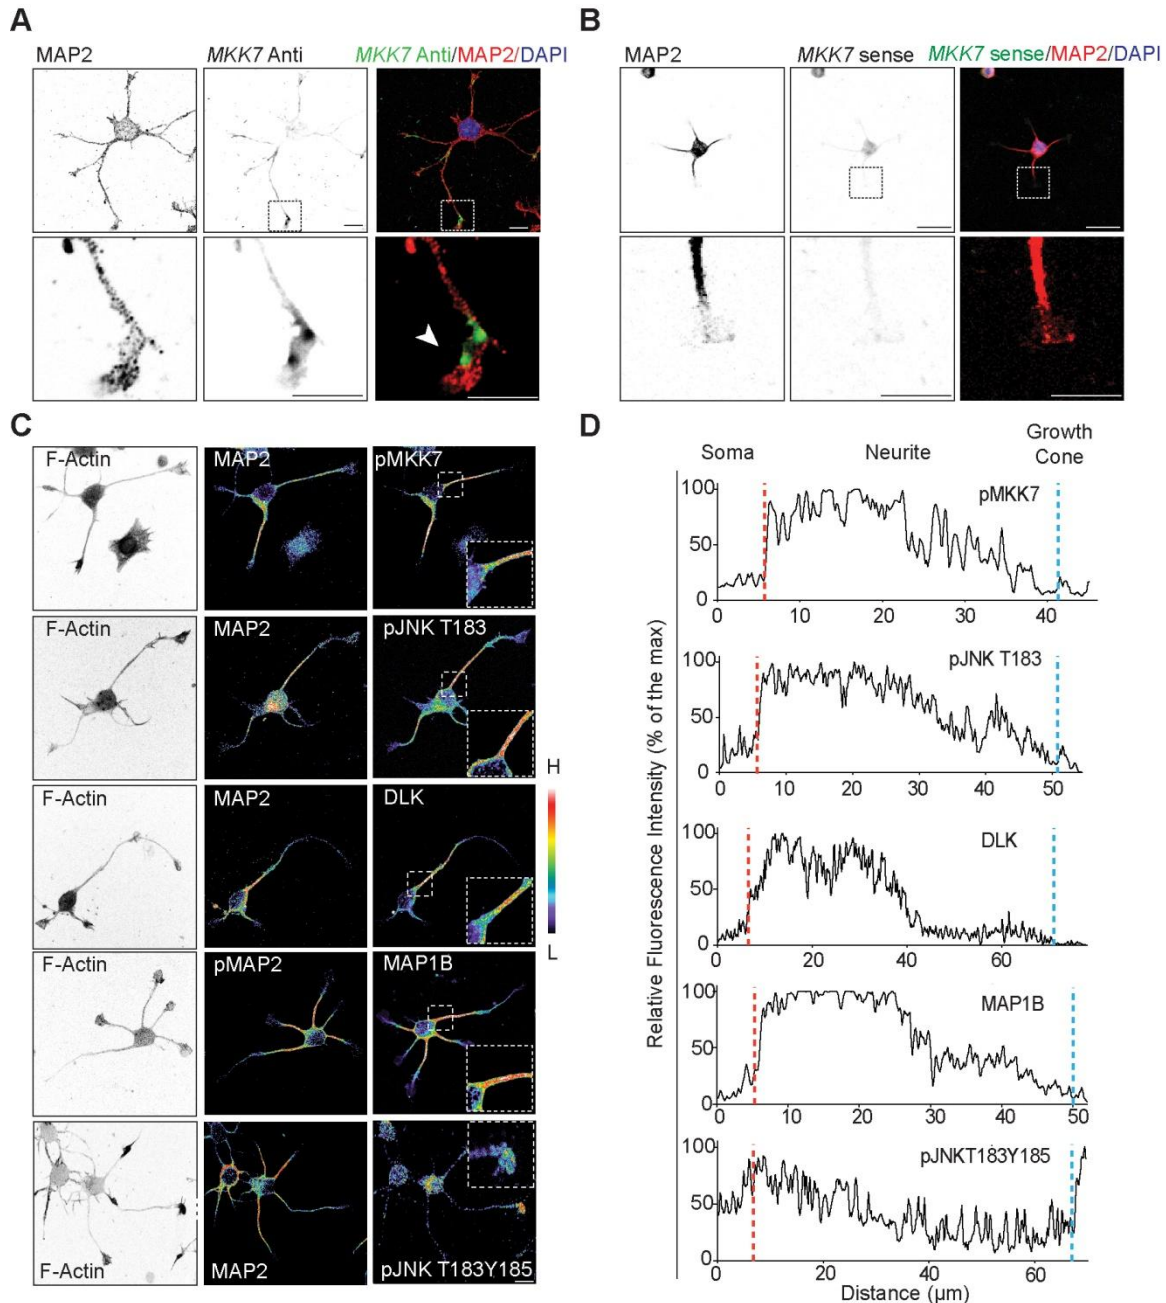 A
MAP2
MKK7 Anti
MKK7 Anti/MAP2/DAPI
B
MAP2
MKK7 sense
MKK7 sense/MAP2/DAPI
C
F-Actin
MAP2
pMKK7
F-Actin
MAP2
pJNK T183
F-Actin
MAP2
DLK
H
L
F-Actin
pMAP2
MAP1B
F-Actin
MAP2
pJNK T183Y185
D
Soma
Neurite
Growth
Cone
Relative Fluorescence Intensity (% of the max)
100
50
0
pMKK7
0 10 20 30 40
100
50
0
pJNK T183
0 10 20 30 40 50
100
50
0
DLK
0 20 40 60
100
50
0
MAP1B
0 10 20 30 40 50
100
50
0
pJNKT183Y185
0 20 40 60
Distance (µm)